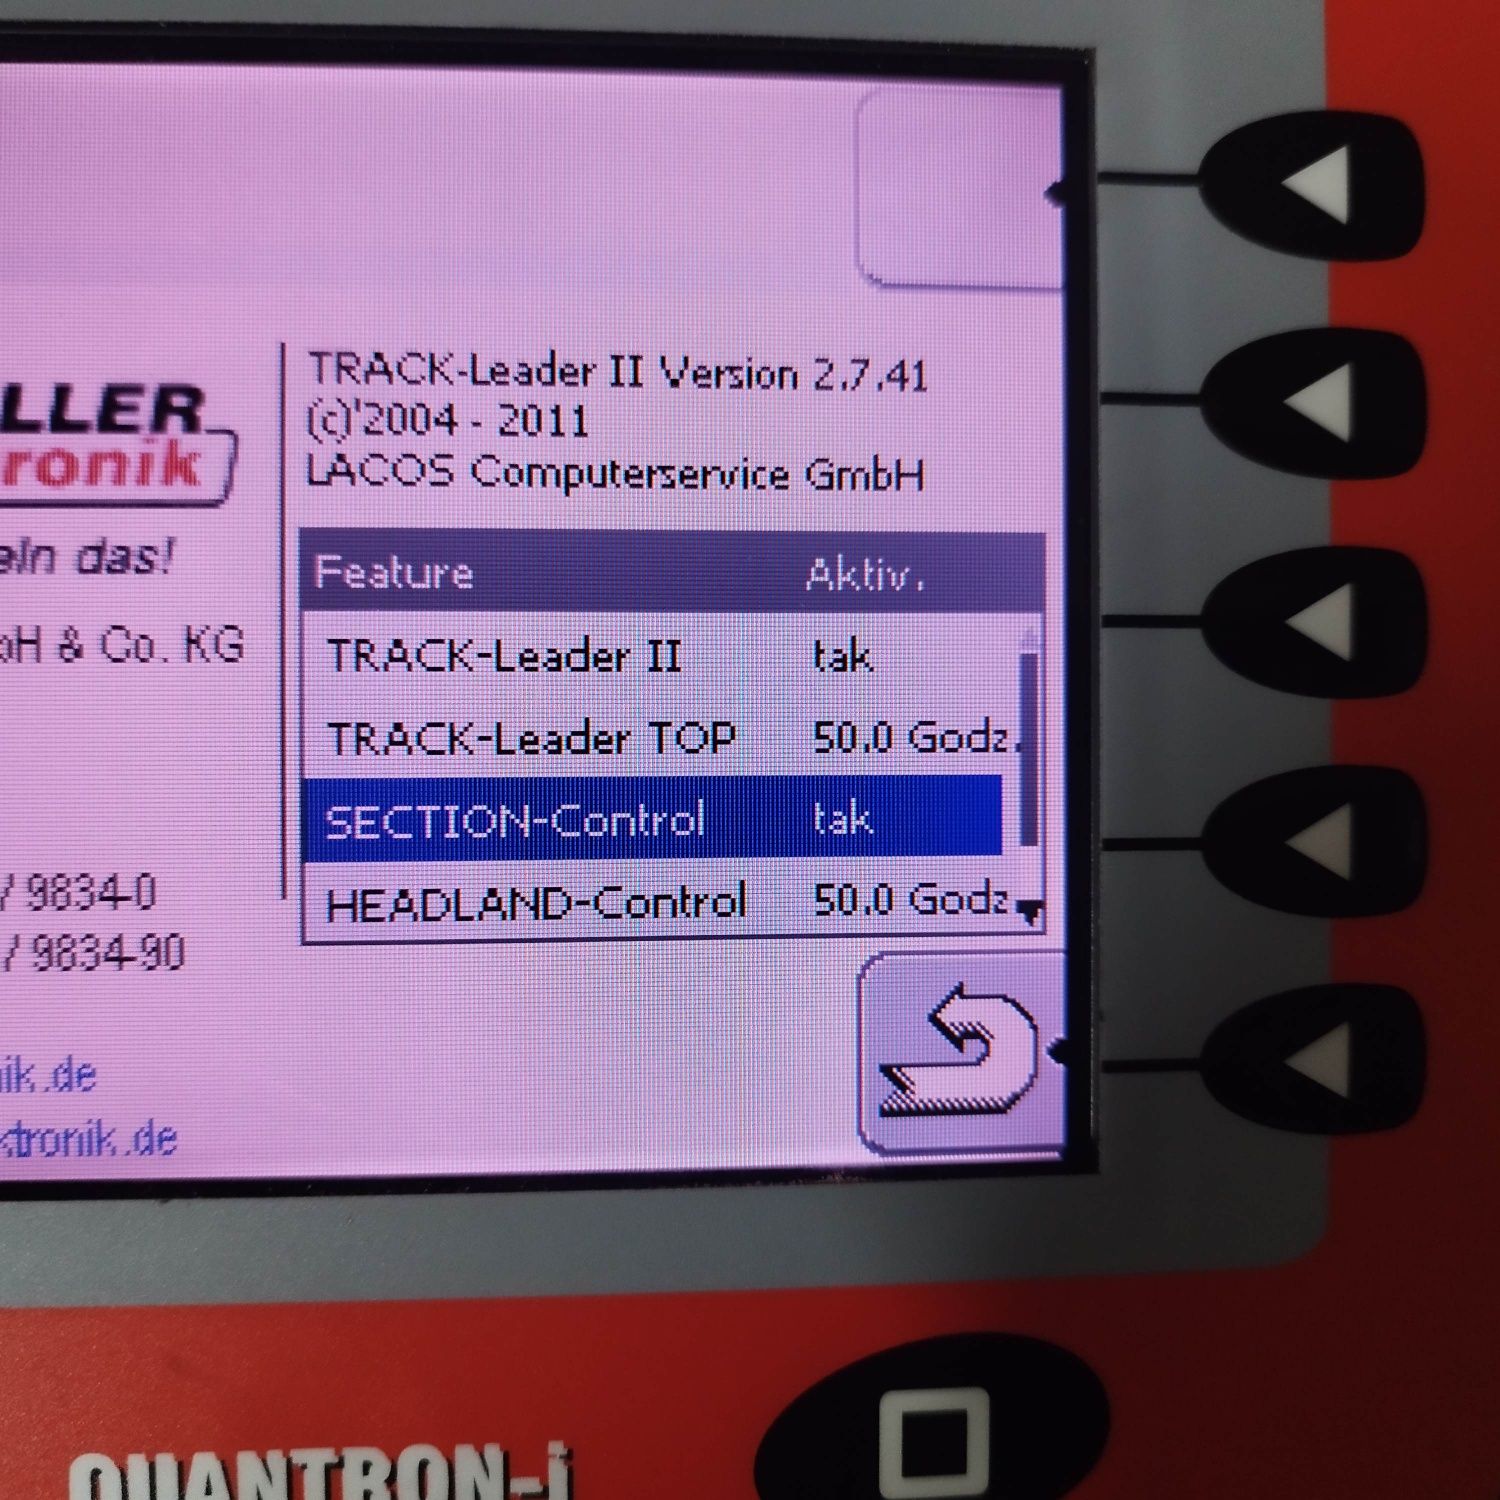 TRACK-Leader II Version 2.7.41
(c)'2004 - 2011
LACOS Computerservice GmbH
LLER
ronik
eln das!
bH & Co. KG
/ 9834-0
/ 9834-90
ik.de
ktronik.de
Feature Aktiv.
TRACK-Leader II tak
TRACK-Leader TOP 50.0 Godz.
SECTION-Control tak
HEADLAND-Control 50.0 Godz
QUANTRON-i